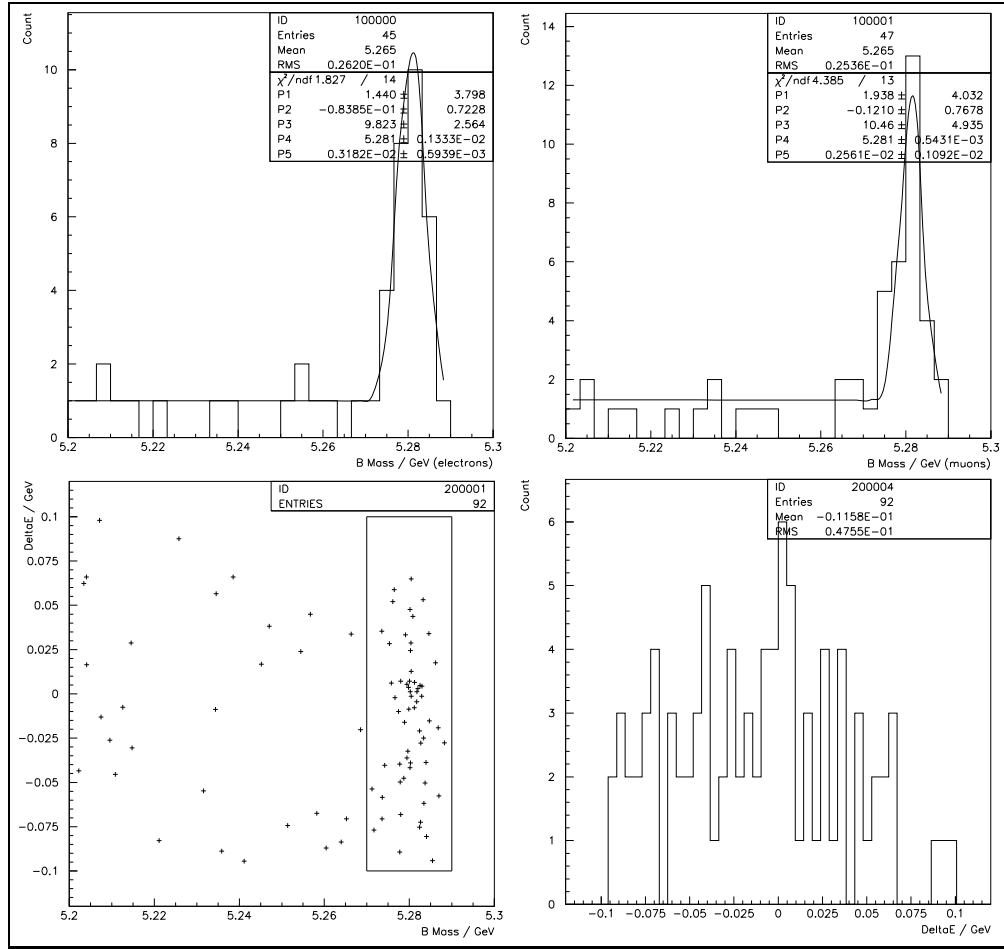 Count
ID 100000
Entries 45
Mean 5.265
RMS 0.2620E-01
χ²/ndf 1.827 / 14
P1 1.440 ± 3.798
P2 -0.8385E-01 ± 0.7228
P3 9.823 ± 2.564
P4 5.281 ± 0.1333E-02
P5 0.3182E-02 ± 0.5939E-03
10
8
6
4
2
0
5.2 5.22 5.24 5.26 5.28 5.3
B Mass / GeV (electrons)
Count
ID 100001
Entries 47
Mean 5.265
RMS 0.2536E-01
χ²/ndf 4.385 / 13
P1 1.938 ± 4.032
P2 -0.1210 ± 0.7678
P3 10.46 ± 4.935
P4 5.281 ± 0.5431E-03
P5 0.2561E-02 ± 0.1092E-02
14
12
10
8
6
4
2
0
5.2 5.22 5.24 5.26 5.28 5.3
B Mass / GeV (muons)
DeltaE / GeV
ID 200001
ENTRIES 92
0.1
0.075
0.05
0.025
0
-0.025
-0.05
-0.075
-0.1
5.2 5.22 5.24 5.26 5.28 5.3
B Mass / GeV
Count
ID 200004
Entries 92
Mean -0.1158E-01
RMS 0.4755E-01
6
5
4
3
2
1
0
-0.1 -0.075 -0.05 -0.025 0 0.025 0.05 0.075 0.1
DeltaE / GeV